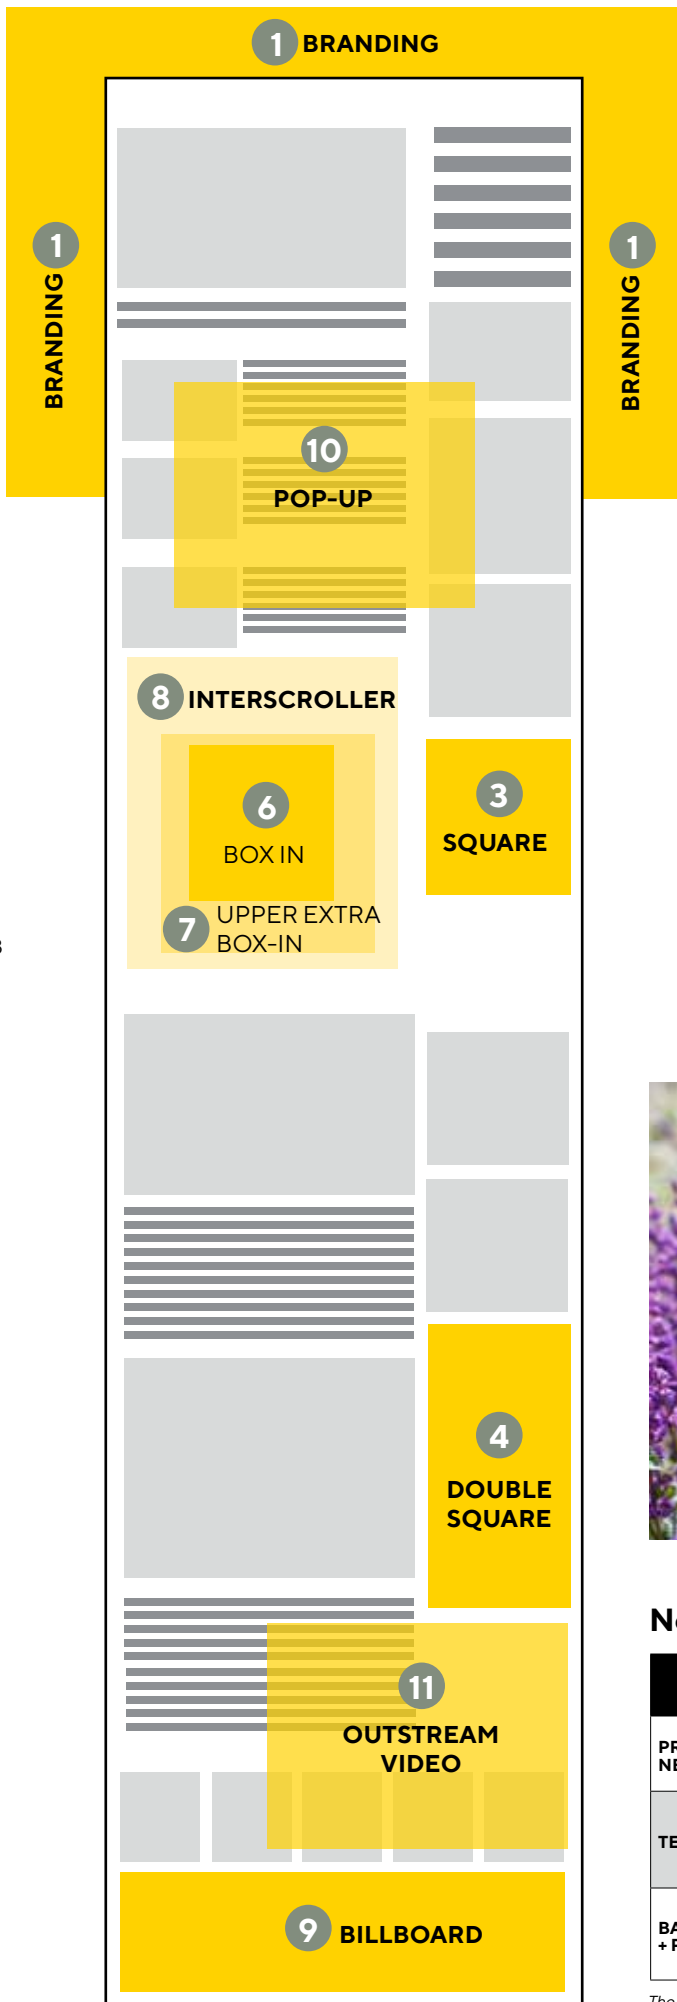 1 BRANDING
1 BRANDING
1 BRANDING
10
POP-UP
8 INTERSCROLLER
6
BOX IN
3
SQUARE
7 UPPER EXTRA
BOX-IN
4
DOUBLE
SQUARE
11
OUTSTREAM
VIDEO
9 BILLBOARD
The